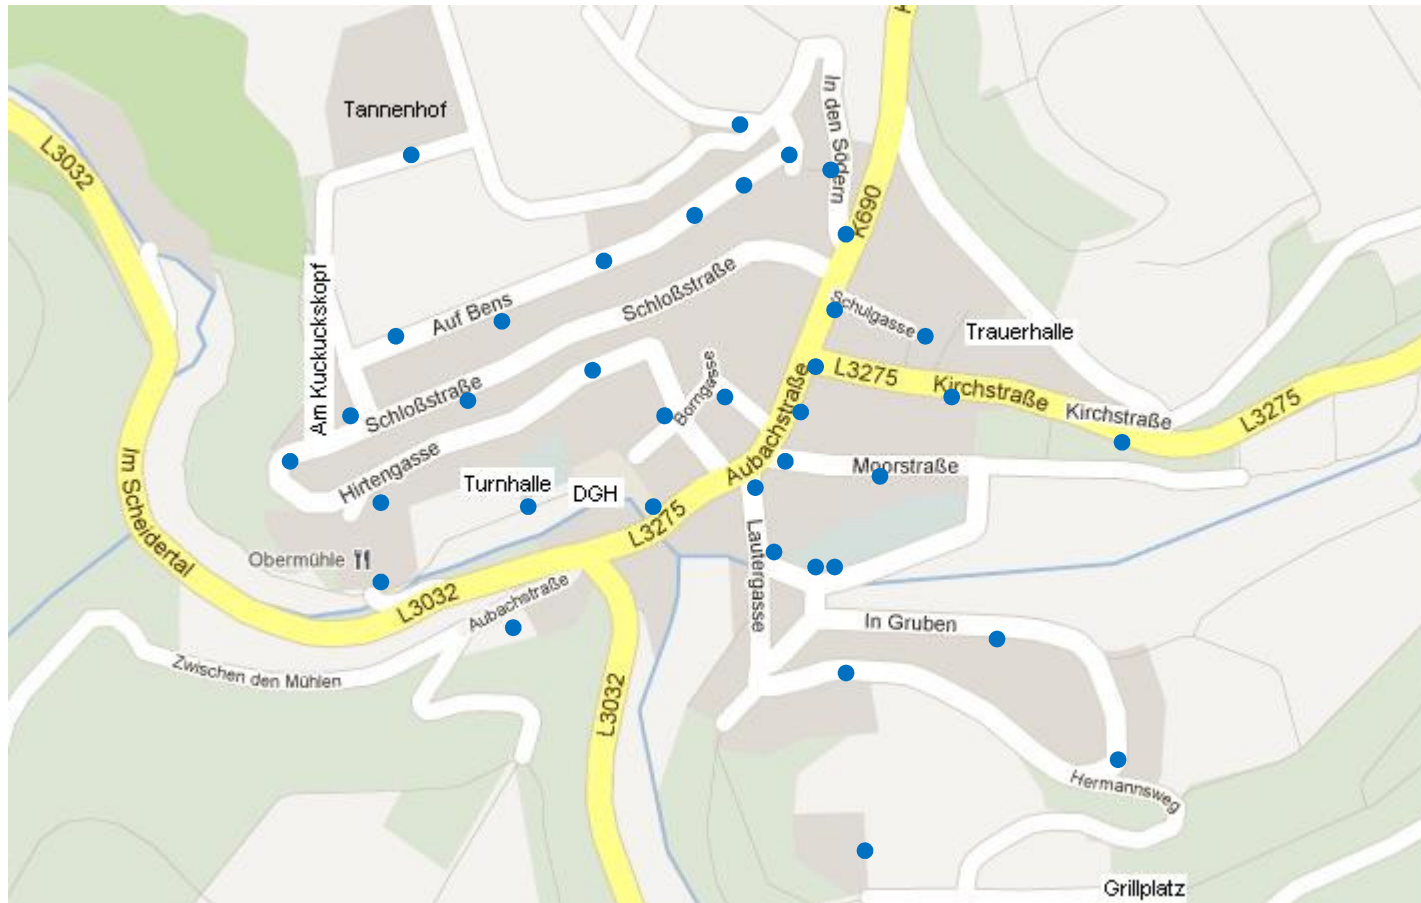 Tannenhof
L3032
In den Södern
K690
Am Kuckuckskopf
Auf Bens
Schloßstraße
Schulgasse
Trauerhalle
L3275
Kirchstraße
Kirchstraße
L3275
Borngasse
Schloßstraße
Aubachstraße
Hirtengasse
Moorstraße
Im Scheidertal
Turnhalle
DGH
L3275
Lautergasse
Obermühle
L3032
Aubachstraße
In Gruben
Zwischen den Mühlen
L3032
Hermannsweg
Grillplatz